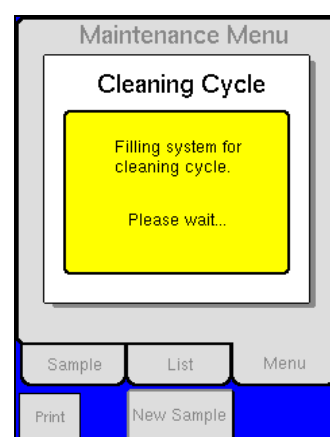 Maintenance Menu
Cleaning Cycle
Filling system for
cleaning cycle.
Please wait...
Sample
List
Menu
Print
New Sample